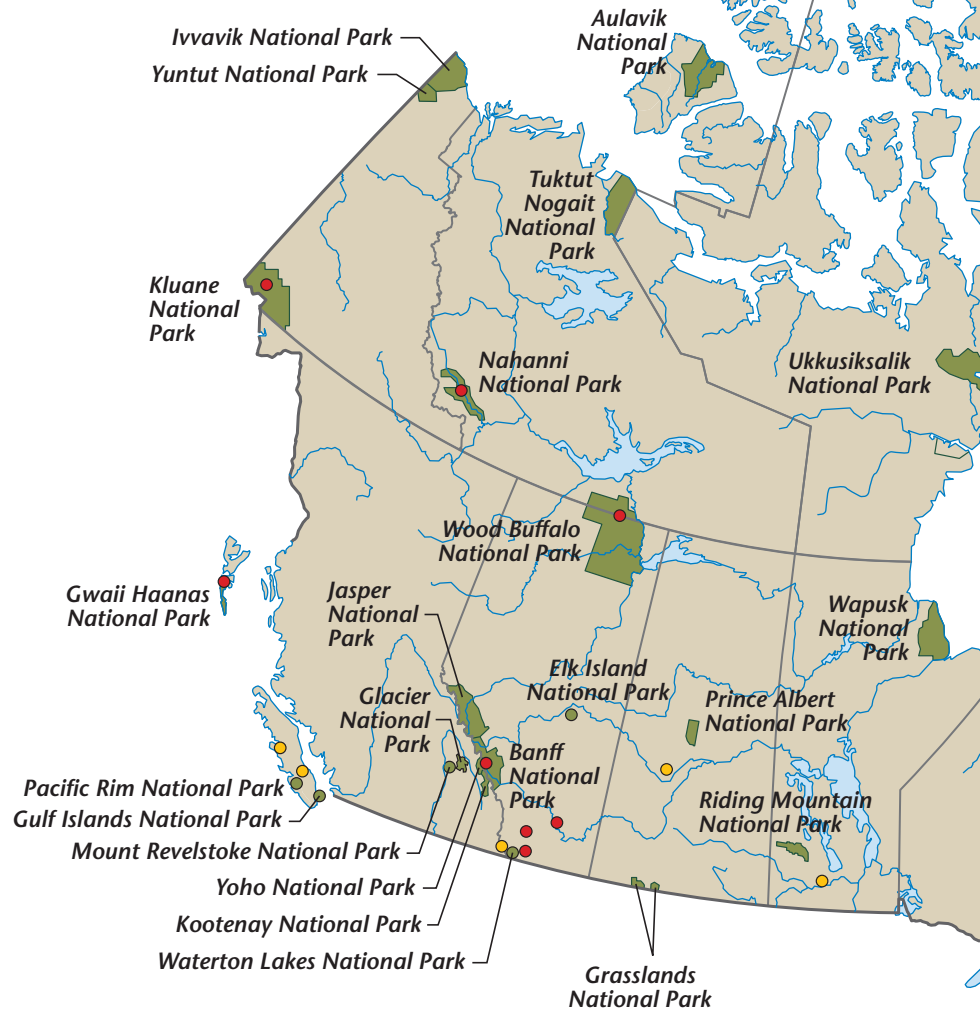 Ivvavik National Park
Yuntut National Park
Aulavik
National
Park
Tuktut
Nogait
National
Park
Kluane
National
Park
Nahanni
National Park
Ukkusiksalik
National Park
Wood Buffalo
National Park
Gwaii Haanas
National Park
Jasper
National
Park
Wapusk
National
Park
Elk Island
National Park
Glacier
National
Park
Prince Albert
National Park
Banff
National
Park
Pacific Rim National Park
Gulf Islands National Park
Riding Mountain
National Park
Mount Revelstoke National Park
Yoho National Park
Kootenay National Park
Waterton Lakes National Park
Grasslands
National Park